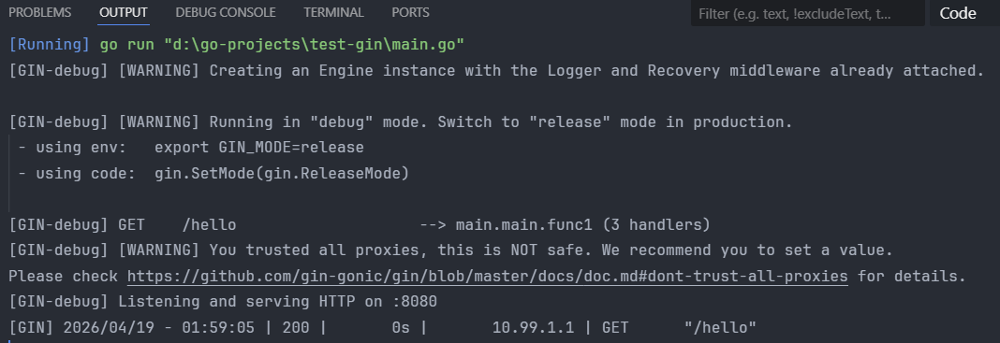 PROBLEMS OUTPUT DEBUG CONSOLE TERMINAL PORTS Filter (e.g. text, !excludeText, t... Code
[Running] go run "d:\go-projects\test-gin\main.go"
[GIN-debug] [WARNING] Creating an Engine instance with the Logger and Recovery middleware already attached.
[GIN-debug] [WARNING] Running in "debug" mode. Switch to "release" mode in production.
- using env:   export GIN_MODE=release
- using code:  gin.SetMode(gin.ReleaseMode)
[GIN-debug] GET    /hello                    --> main.main.func1 (3 handlers)
[GIN-debug] [WARNING] You trusted all proxies, this is NOT safe. We recommend you to set a value.
Please check https://github.com/gin-gonic/gin/blob/master/docs/doc.md#dont-trust-all-proxies for details.
[GIN-debug] Listening and serving HTTP on :8080
[GIN] 2026/04/19 - 01:59:05 | 200 |       0s |       10.99.1.1 | GET      "/hello"